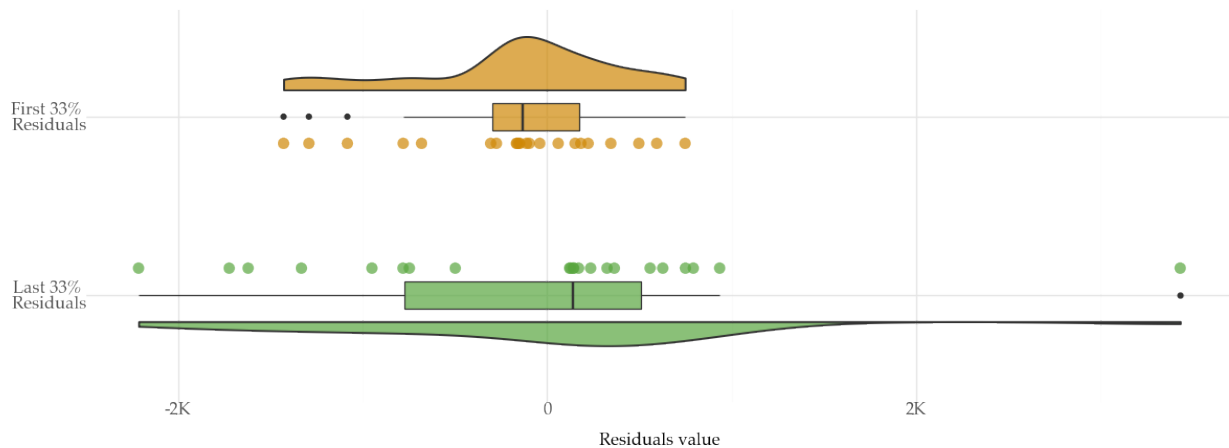 First 33%
Residuals
Last 33%
Residuals
-2K 0 2K
Residuals value